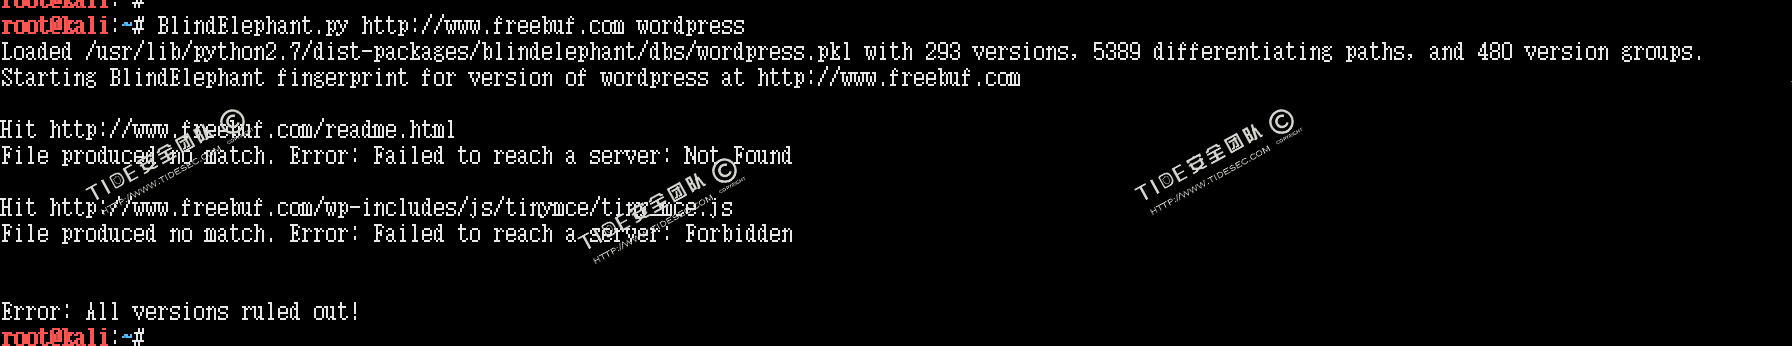 root@kali:~#
root@kali:~# BlindElephant.py http://www.freebuf.com wordpress
Loaded /usr/lib/python2.7/dist-packages/blindelephant/dbs/wordpress.pkl with 293 versions, 5389 differentiating paths, and 480 version groups.
Starting BlindElephant fingerprint for version of wordpress at http://www.freebuf.com
Hit http://www.freebuf.com/readme.html
File produced no match. Error: Failed to reach a server: Not Found
Hit http://www.freebuf.com/wp-includes/js/tinymce/tiny_mce.js
File produced no match. Error: Failed to reach a server: Forbidden
Error: All versions ruled out!
root@kali:~#
TIDE安全团队 ©
HTTP://WWW.TIDESEC.COM COPYRIGHT
TIDE安全团队 ©
HTTP://WWW.TIDESEC.COM COPYRIGHT
TIDE安全团队 ©
HTTP://WWW.TIDESEC.COM COPYRIGHT